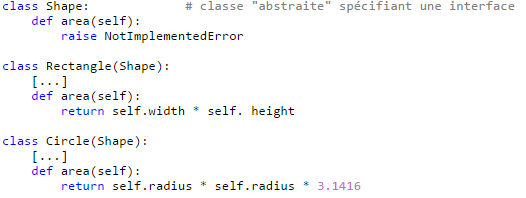 class Shape:             # classe "abstraite" spécifiant une interface
    def area(self):
        raise NotImplementedError
class Rectangle(Shape):
    [...]
    def area(self):
        return self.width * self. height
class Circle(Shape):
    [...]
    def area(self):
        return self.radius * self.radius * 3.1416